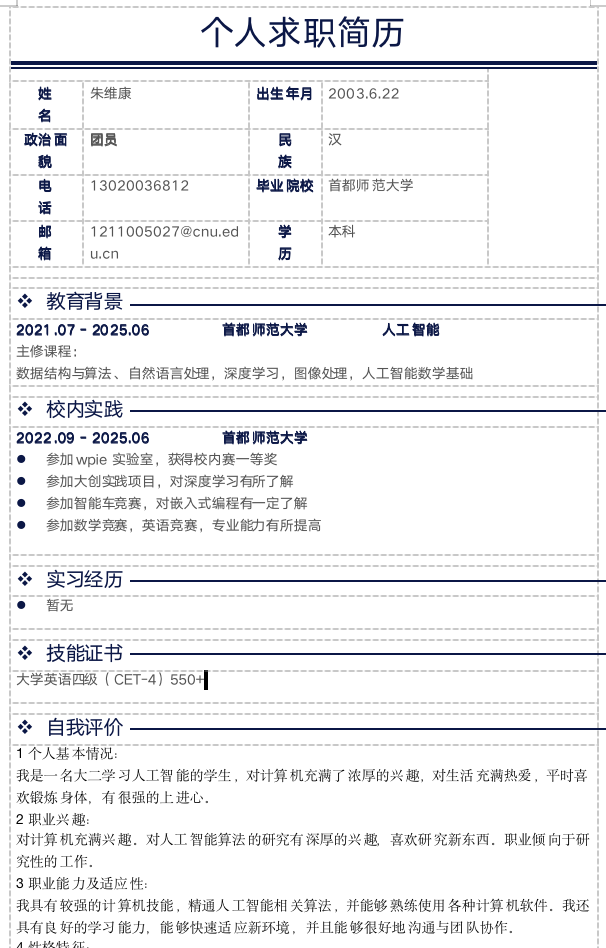 个人求职简历
姓名 朱维康 出生年月 2003.6.22
政治面貌 团员 民族 汉
电话 13020036812 毕业院校 首都师范大学
邮箱 1211005027@cnu.edu.cn 学历 本科
❖ 教育背景
2021.07 - 2025.06 首都师范大学 人工智能
主修课程：
数据结构与算法、自然语言处理，深度学习，图像处理，人工智能数学基础
❖ 校内实践
2022.09 - 2025.06 首都师范大学
● 参加 wpie 实验室，获得校内赛一等奖
● 参加大创实践项目，对深度学习有所了解
● 参加智能车竞赛，对嵌入式编程有一定了解
● 参加数学竞赛，英语竞赛，专业能力有所提高
❖ 实习经历
● 暂无
❖ 技能证书
大学英语四级（CET-4）550+
❖ 自我评价
1 个人基本情况:
我是一名大二学习人工智能的学生，对计算机充满了浓厚的兴趣，对生活充满热爱，平时喜
欢锻炼身体，有很强的上进心．
2 职业兴趣:
对计算机充满兴趣．对人工智能算法的研究有深厚的兴趣，喜欢研究新东西．职业倾向于研
究性的工作．
3 职业能力及适应性:
我具有较强的计算机技能，精通人工智能相关算法，并能够熟练使用各种计算机软件．我还
具有良好的学习能力，能够快速适应新环境，并且能够很好地沟通与团队协作．
4 性格特征: